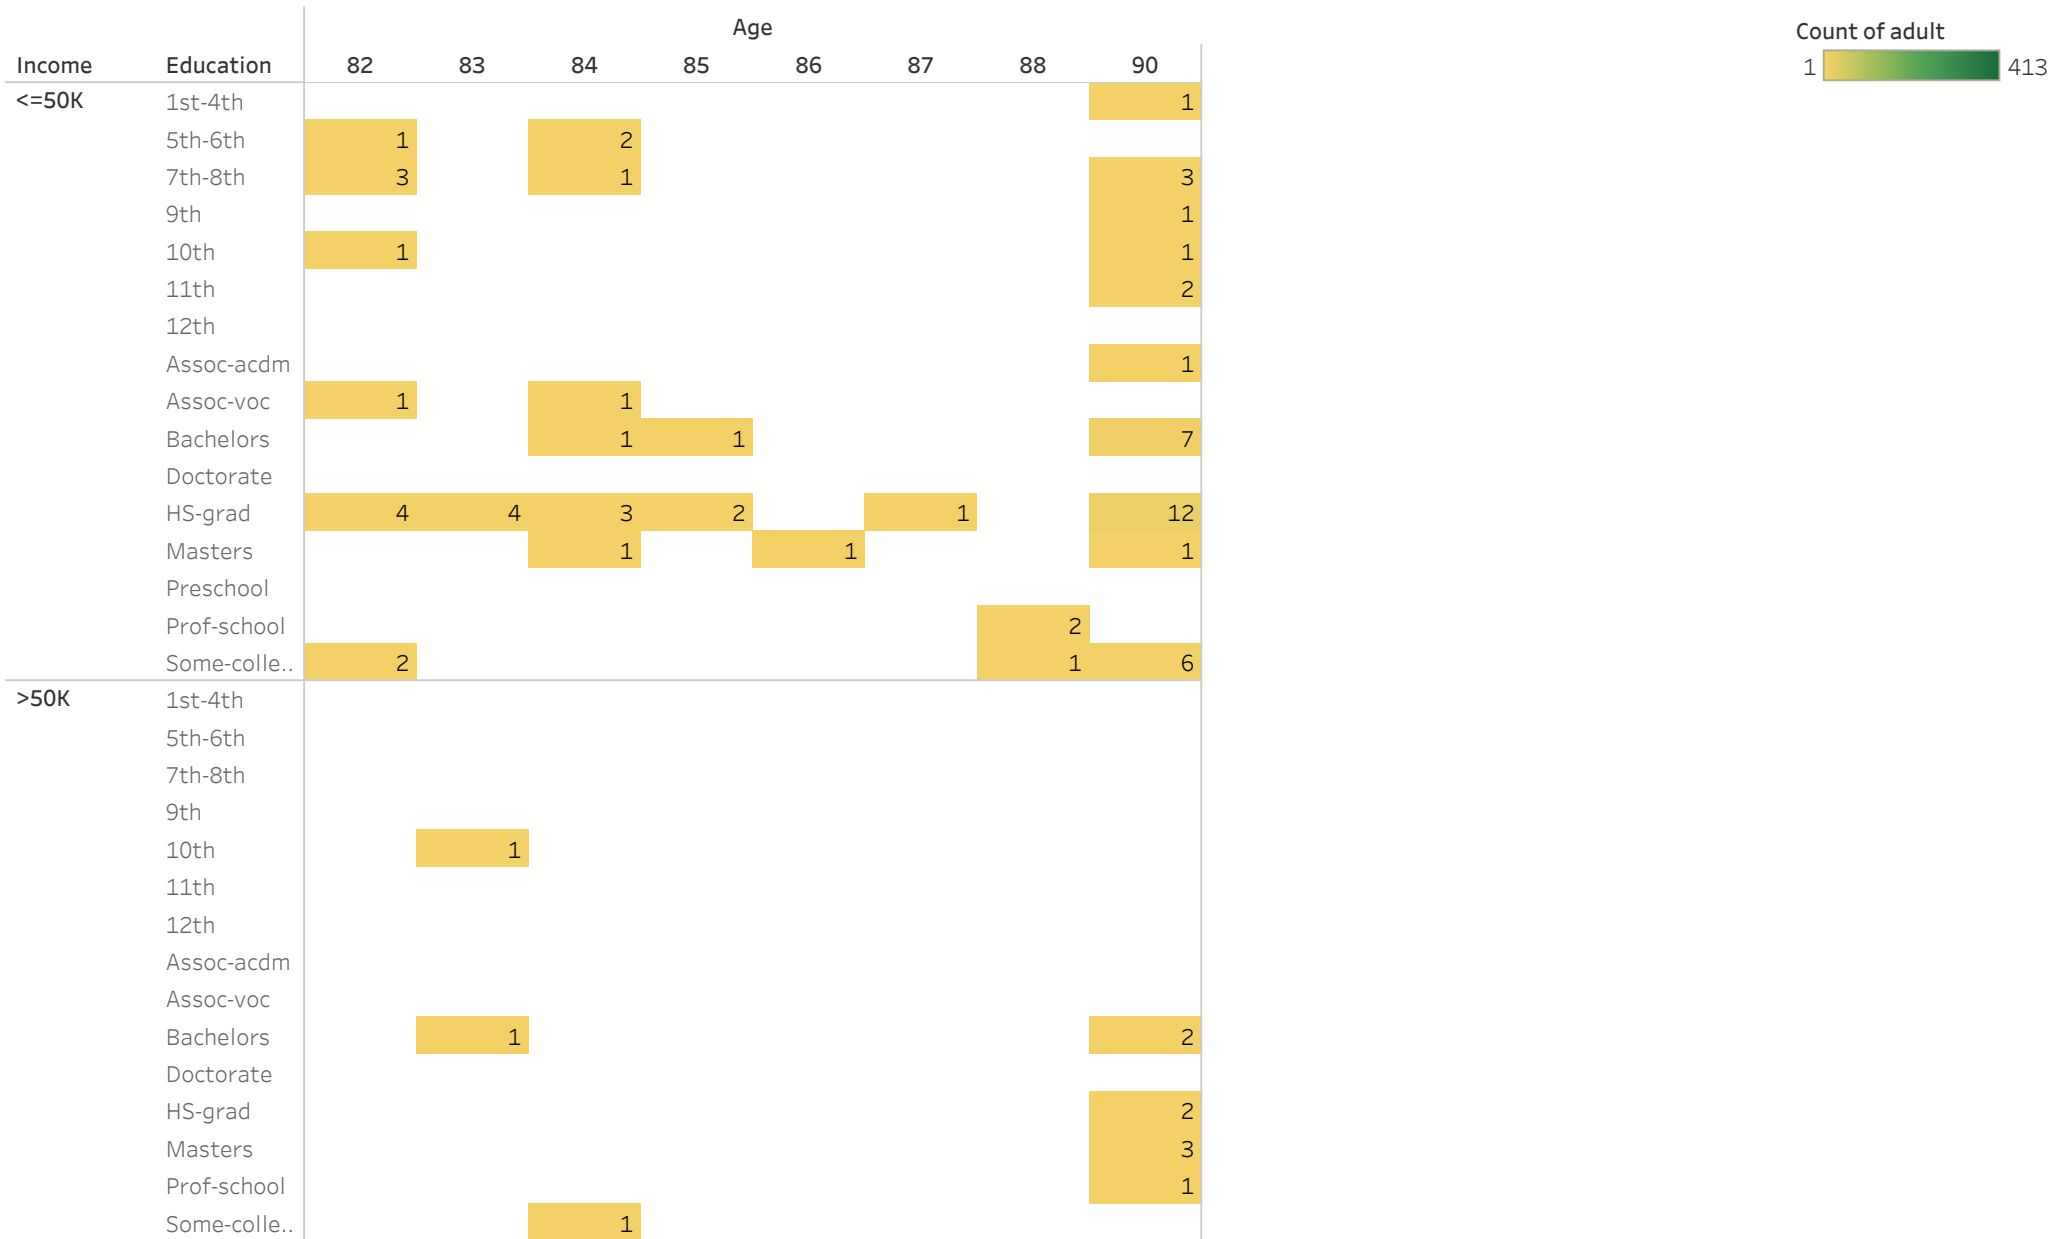 Age
Count of adult
1 413
Income Education 82 83 84 85 86 87 88 90
<=50K 1st-4th 1
5th-6th 1 2
7th-8th 3 1 3
9th 1
10th 1 1
11th 2
12th
Assoc-acdm 1
Assoc-voc 1 1
Bachelors 1 1 7
Doctorate
HS-grad 4 4 3 2 1 12
Masters 1 1 1
Preschool
Prof-school 2
Some-colle.. 2 1 6
>50K 1st-4th
5th-6th
7th-8th
9th
10th 1
11th
12th
Assoc-acdm
Assoc-voc
Bachelors 1 2
Doctorate
HS-grad 2
Masters 3
Prof-school 1
Some-colle.. 1